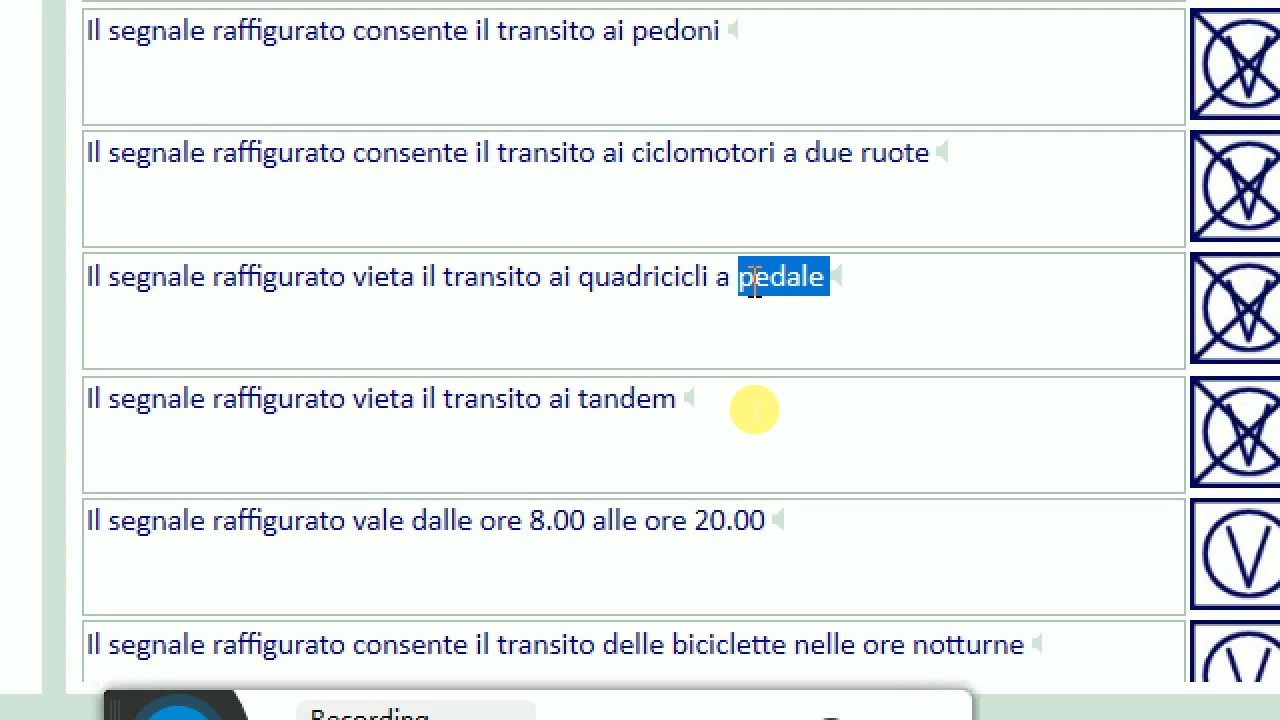 Il segnale raffigurato consente il transito ai pedoni
V
Il segnale raffigurato consente il transito ai ciclomotori a due ruote
V
Il segnale raffigurato vieta il transito ai quadricicli a pedale
V
Il segnale raffigurato vieta il transito ai tandem
V
Il segnale raffigurato vale dalle ore 8.00 alle ore 20.00
V
Il segnale raffigurato consente il transito delle biciclette nelle ore notturne
V
Recording